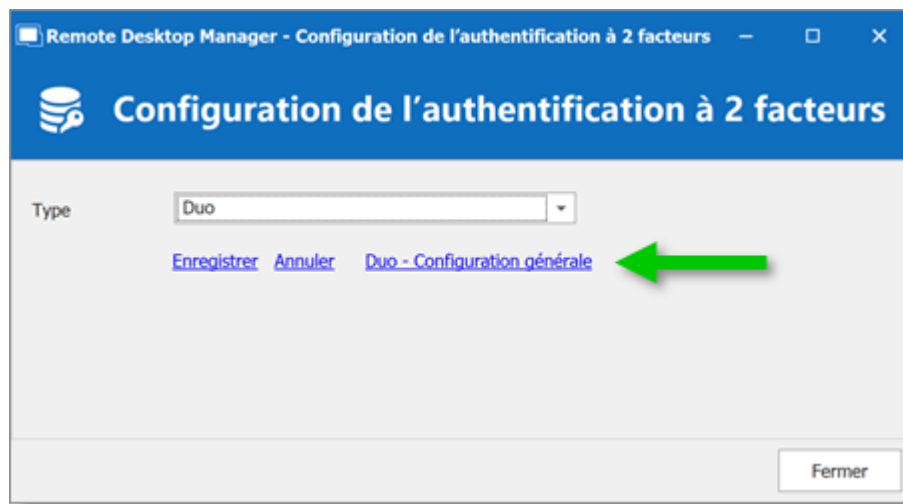 Remote Desktop Manager - Configuration de l’authentification à 2 facteurs
Configuration de l’authentification à 2 facteurs
Type Duo
Enregistrer Annuler Duo - Configuration générale
Fermer